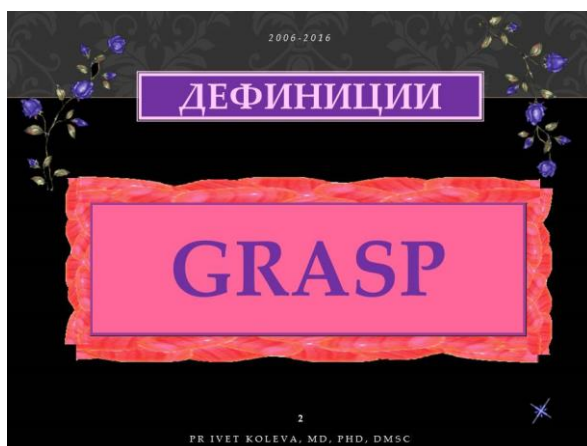 2006-2016
ДЕФИНИЦИИ
GRASP
2
PR IVET KOLEVA, MD, PHD, DMSC